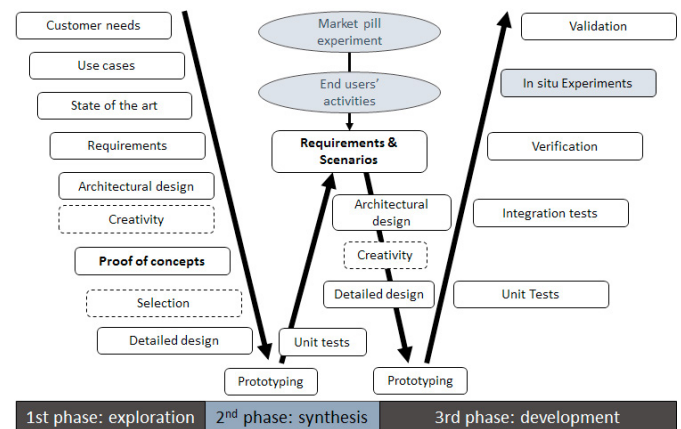 Customer needs
Use cases
State of the art
Requirements
Architectural design
Creativity
Proof of concepts
Selection
Detailed design
Prototyping
Market pill
experiment
End users’
activities
Requirements &
Scenarios
Unit tests
Architectural
design
Creativity
Detailed design
Prototyping
Validation
In situ Experiments
Verification
Integration tests
Unit Tests
1st phase: exploration
2nd phase: synthesis
3rd phase: development